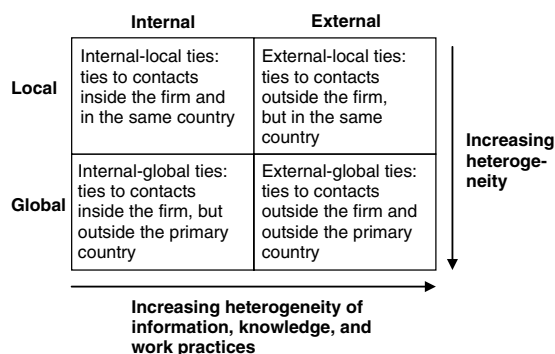 Internal
External
Local
Internal-local ties:
ties to contacts
inside the firm and
in the same country
External-local ties:
ties to contacts
outside the firm,
but in the same
country
Global
Internal-global ties:
ties to contacts
inside the firm, but
outside the primary
country
External-global ties:
ties to contacts
outside the firm and
outside the primary
country
Increasing
heteroge-
neity
Increasing heterogeneity of
information, knowledge, and
work practices